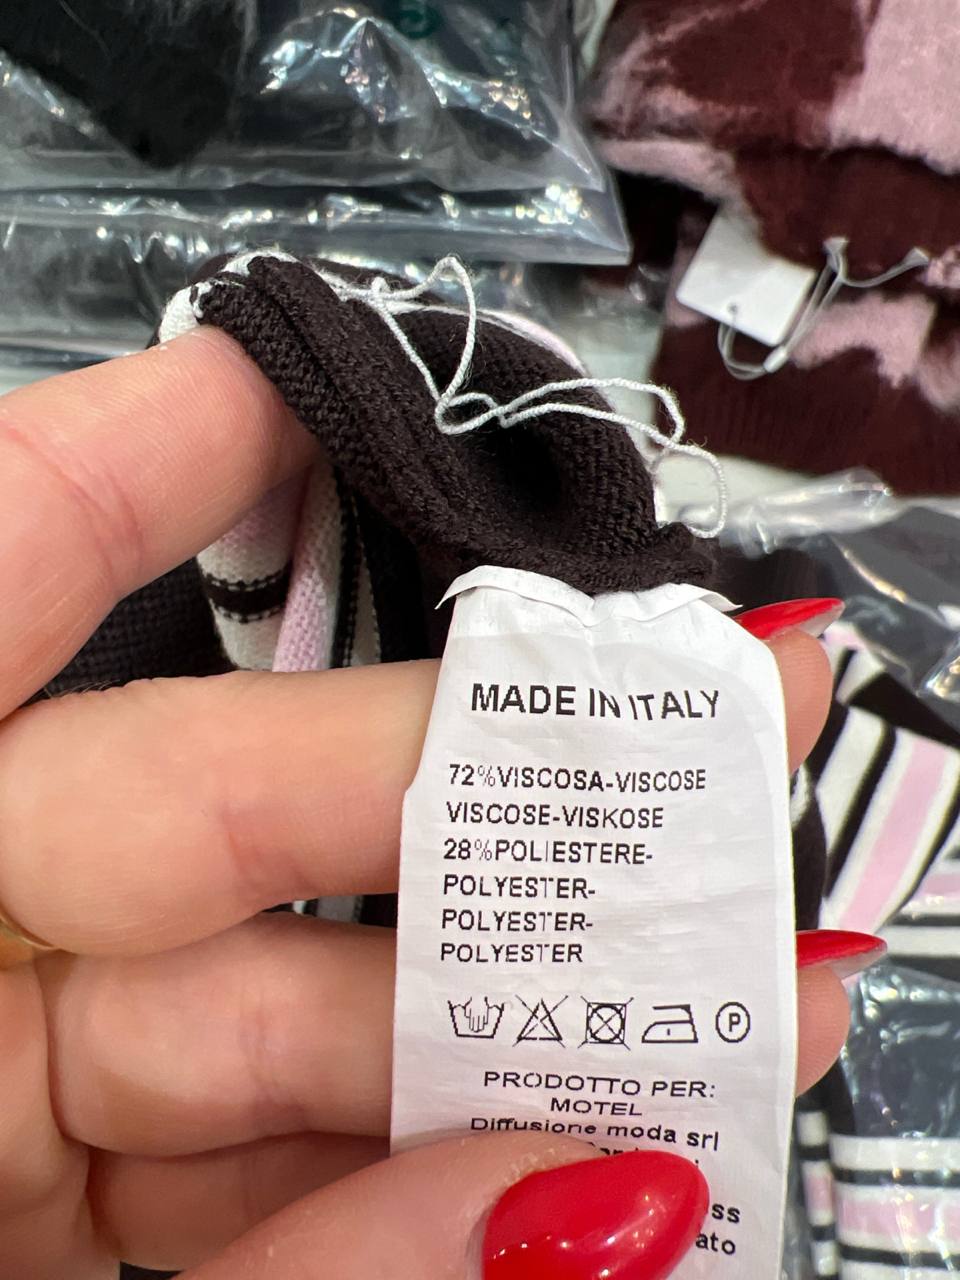 MADE IN ITALY
72%VISCOSA-VISCOSE
VISCOSE-VISKOSE
28%POLIESTERE-
POLYESTER-
POLYESTER-
POLYESTER
P
PRODOTTO PER:
MOTEL
Diffusione moda srl